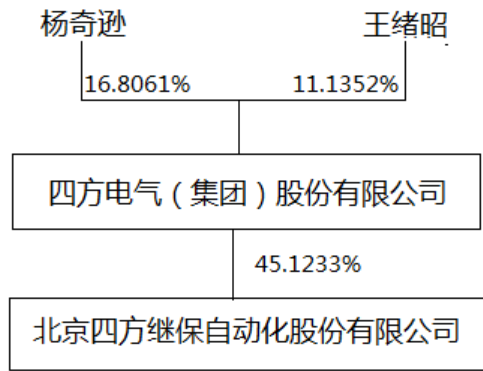 杨奇逊
王绪昭
16.8061%
11.1352%
四方电气（集团）股份有限公司
45.1233%
北京四方继保自动化股份有限公司